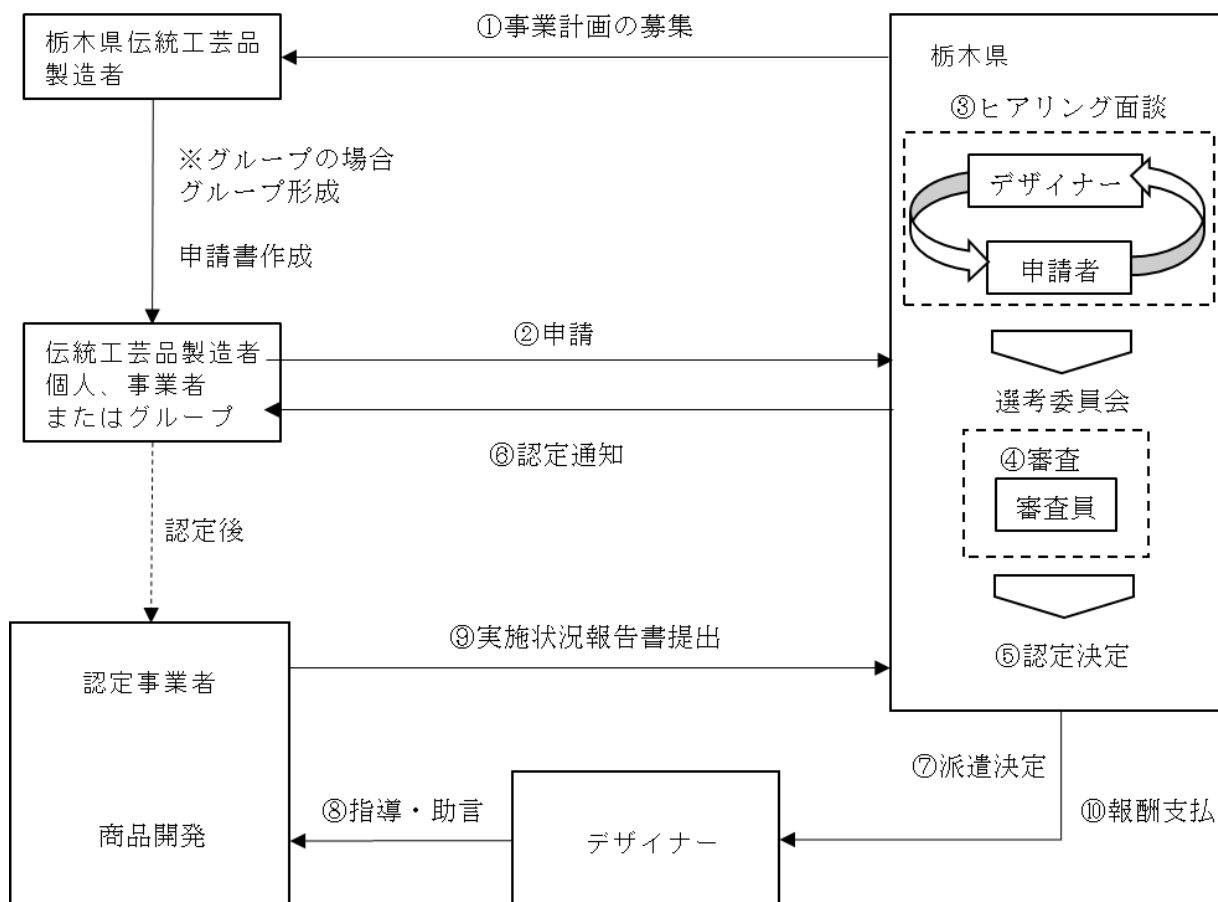 ①事業計画の募集
栃木県伝統工芸品
製造者
栃木県
③ヒアリング面談
デザイナー
申請者
※グループの場合
グループ形成
申請書作成
②申請
伝統工芸品製造者
個人、事業者
またはグループ
選考委員会
⑥認定通知
④審査
審査員
認定後
⑨実施状況報告書提出
⑤認定決定
認定事業者
⑦派遣決定
⑧指導・助言
⑩報酬支払
商品開発
デザイナー